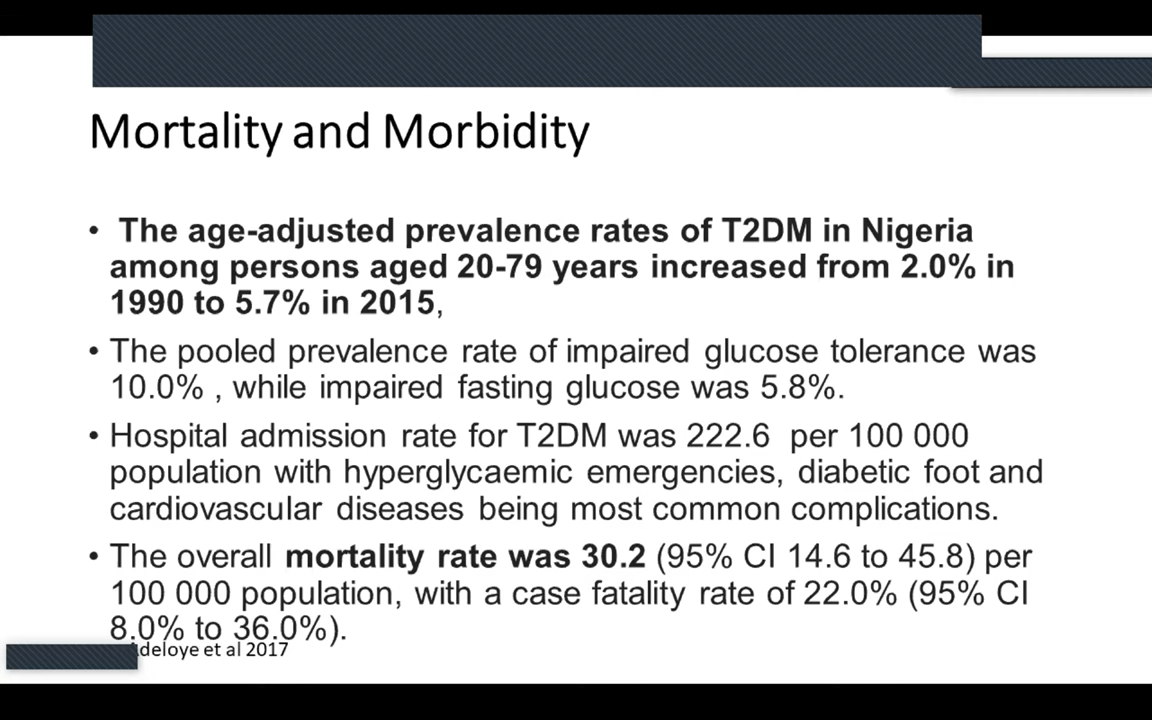 Mortality and Morbidity
• The age-adjusted prevalence rates of T2DM in Nigeria
among persons aged 20-79 years increased from 2.0% in
1990 to 5.7% in 2015,
• The pooled prevalence rate of impaired glucose tolerance was
10.0% , while impaired fasting glucose was 5.8%.
• Hospital admission rate for T2DM was 222.6 per 100 000
population with hyperglycaemic emergencies, diabetic foot and
cardiovascular diseases being most common complications.
• The overall mortality rate was 30.2 (95% CI 14.6 to 45.8) per
100 000 population, with a case fatality rate of 22.0% (95% CI
8.0% to 36.0%).
Adeloye et al 2017